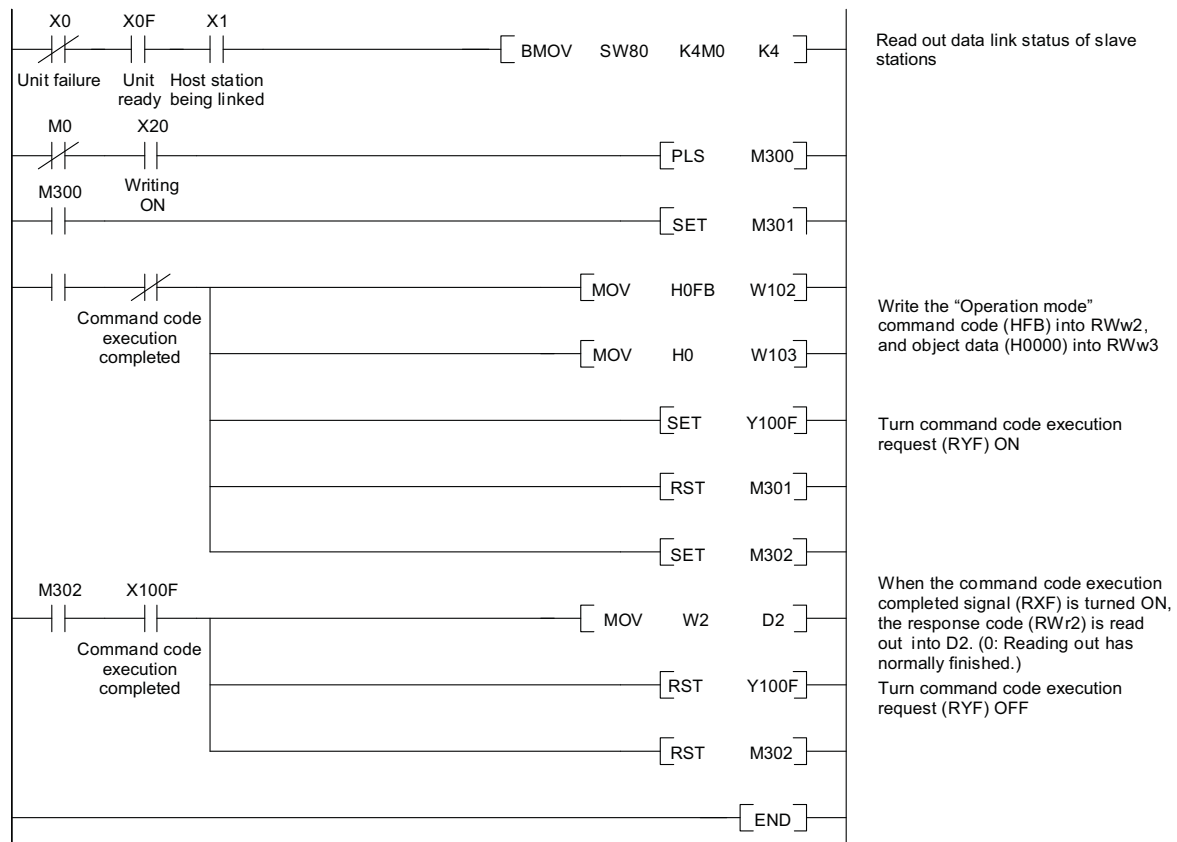 X0 X0F X1
BMOV SW80 K4M0 K4
Read out data link status of slave
stations
Unit failure Unit
ready Host station
being linked
M0 X20
PLS M300
Writing
ON
M300
SET M301
MOV H0FB W102
Command code
execution
completed
Write the “Operation mode”
command code (HFB) into RWw2,
and object data (H0000) into RWw3
MOV H0 W103
SET Y100F
Turn command code execution
request (RYF) ON
RST M301
SET M302
M302 X100F
MOV W2 D2
Command code
execution
completed
When the command code execution
completed signal (RXF) is turned ON,
the response code (RWr2) is read
out into D2. (0: Reading out has
normally finished.)
RST Y100F
Turn command code execution
request (RYF) OFF
RST M302
END